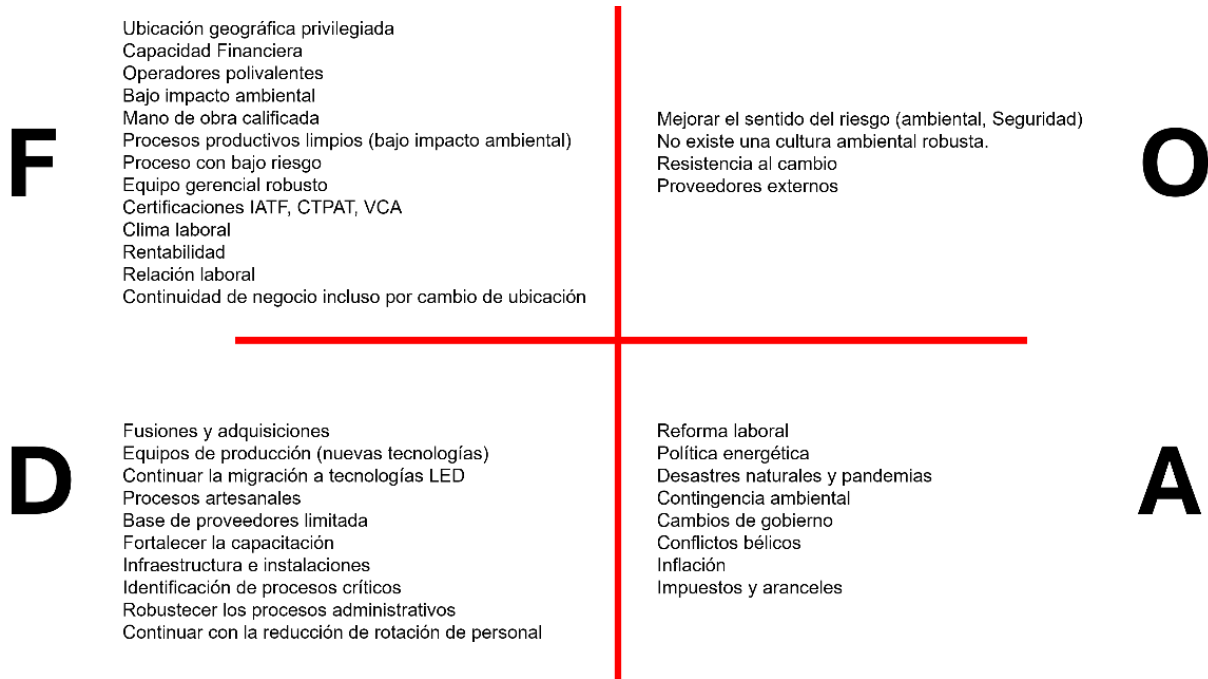 F
Ubicación geográfica privilegiada
Capacidad Financiera
Operadores polivalentes
Bajo impacto ambiental
Mano de obra calificada
Procesos productivos limpios (bajo impacto ambiental)
Proceso con bajo riesgo
Equipo gerencial robusto
Certificaciones IATF, CTPAT, VCA
Clima laboral
Rentabilidad
Relación laboral
Continuidad de negocio incluso por cambio de ubicación
O
Mejorar el sentido del riesgo (ambiental, Seguridad)
No existe una cultura ambiental robusta.
Resistencia al cambio
Proveedores externos
D
Fusiones y adquisiciones
Equipos de producción (nuevas tecnologías)
Continuar la migración a tecnologías LED
Procesos artesanales
Base de proveedores limitada
Fortalecer la capacitación
Infraestructura e instalaciones
Identificación de procesos críticos
Robustecer los procesos administrativos
Continuar con la reducción de rotación de personal
A
Reforma laboral
Política energética
Desastres naturales y pandemias
Contingencia ambiental
Cambios de gobierno
Conflictos bélicos
Inflación
Impuestos y aranceles